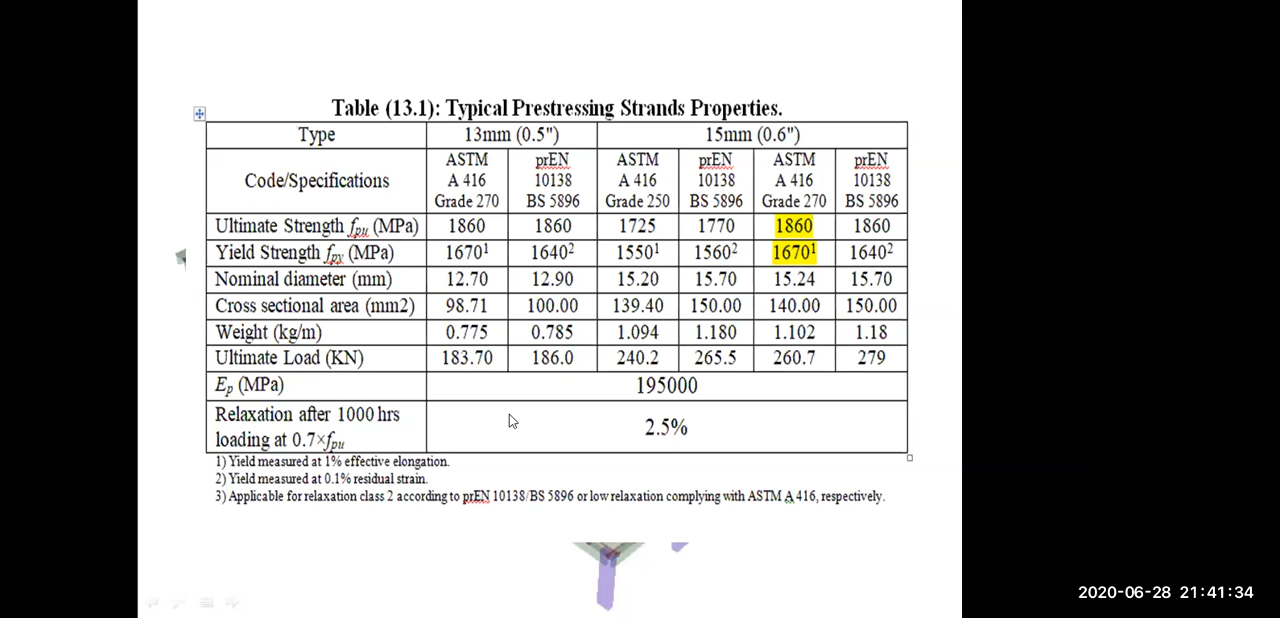 Table (13.1): Typical Prestressing Strands Properties.
Type 13mm (0.5") 15mm (0.6")
Code/Specifications ASTM A 416 Grade 270 prEN 10138 BS 5896 ASTM A 416 Grade 250 prEN 10138 BS 5896 ASTM A 416 Grade 270 prEN 10138 BS 5896
Ultimate Strength fpu (MPa) 1860 1860 1725 1770 1860 1860
Yield Strength fpy (MPa) 1670¹ 1640² 1550¹ 1560² 1670¹ 1640²
Nominal diameter (mm) 12.70 12.90 15.20 15.70 15.24 15.70
Cross sectional area (mm2) 98.71 100.00 139.40 150.00 140.00 150.00
Weight (kg/m) 0.775 0.785 1.094 1.180 1.102 1.18
Ultimate Load (KN) 183.70 186.0 240.2 265.5 260.7 279
Ep (MPa) 195000
Relaxation after 1000 hrs
loading at 0.7×fpu 2.5%
1) Yield measured at 1% effective elongation.
2) Yield measured at 0.1% residual strain.
3) Applicable for relaxation class 2 according to prEN 10138/BS 5896 or low relaxation complying with ASTM A 416, respectively.
2020-06-28 21:41:34